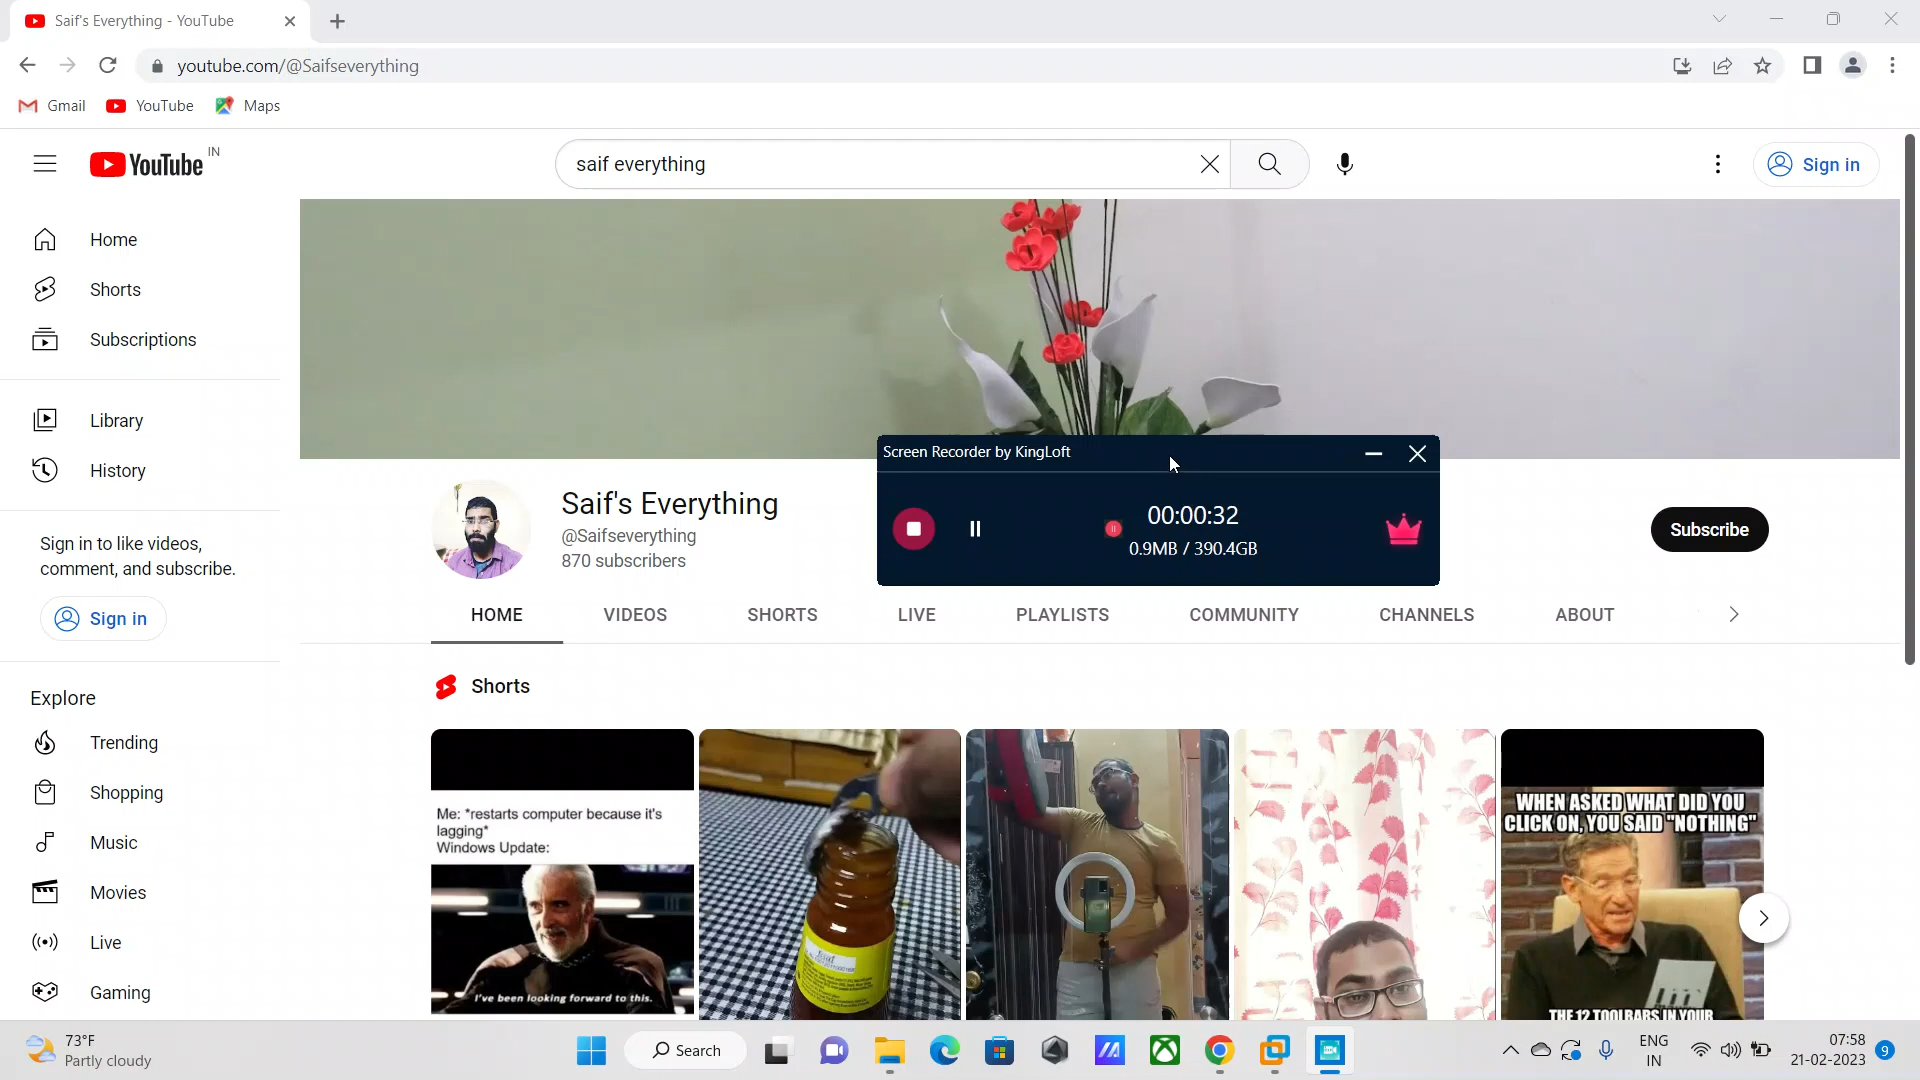 Saif's Everything - YouTube
youtube.com/@Saifseverything
Gmail
YouTube
Maps
YouTube IN
saif everything
Sign in
Home
Shorts
Subscriptions
Library
History
Sign in to like videos,
comment, and subscribe.
Sign in
Explore
Trending
Shopping
Music
Movies
Live
Gaming
Saif's Everything
@Saifseverything
870 subscribers
Screen Recorder by KingLoft
00:00:32
0.9MB / 390.4GB
Subscribe
HOME
VIDEOS
SHORTS
LIVE
PLAYLISTS
COMMUNITY
CHANNELS
ABOUT
Shorts
Me: *restarts computer because it's
lagging*
Windows Update:
I've been looking forward to this.
WHEN ASKED WHAT DID YOU
CLICK ON, YOU SAID "NOTHING"
THE 12 TOOLBARS IN YOUR
73°F
Partly cloudy
Search
ENG
IN
07:58
21-02-2023
9